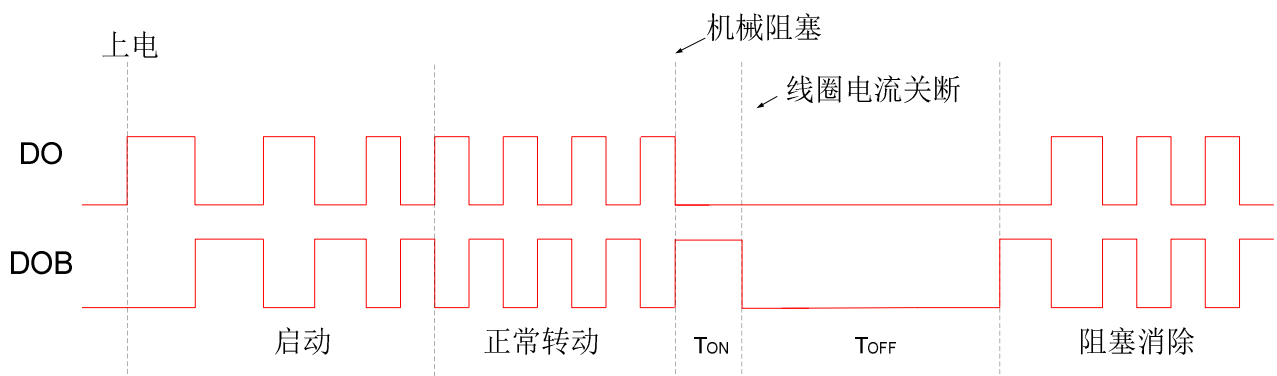 机械阻塞
上电
线圈电流关断
DO
DOB
启动
正常转动
TON
TOFF
阻塞消除